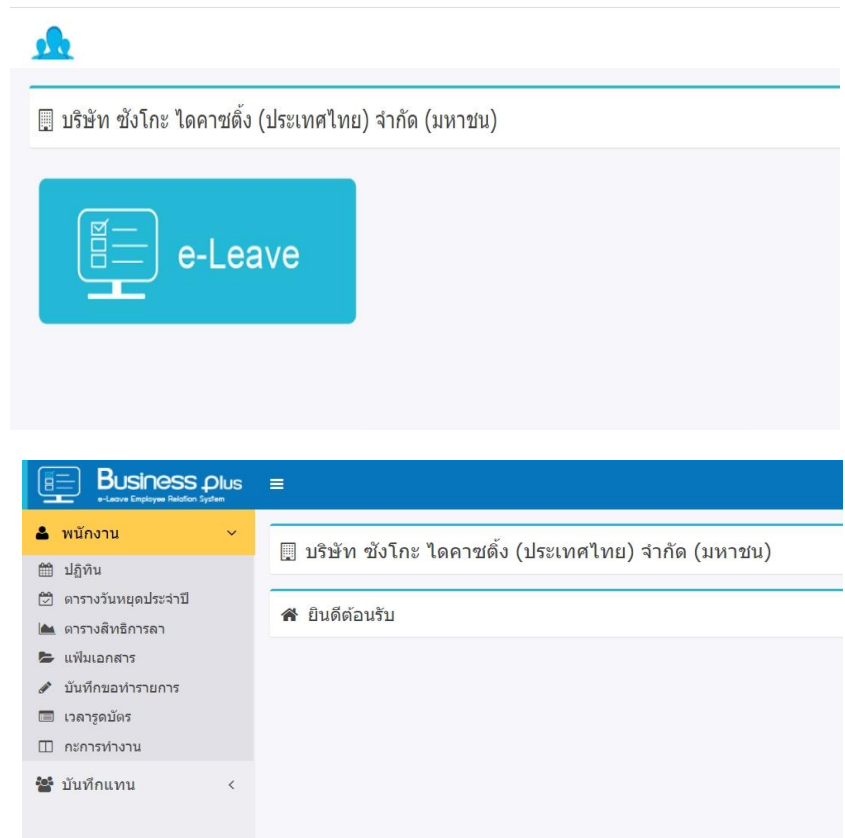 บริษัท ซังโกะ ไดคาซติ้ง (ประเทศไทย) จำกัด (มหาชน)
e-Leave
Business Plus
e-Leave Employee Relation System
พนักงาน
บริษัท ซังโกะ ไดคาซติ้ง (ประเทศไทย) จำกัด (มหาชน)
ปฏิทิน
ตารางวันหยุดประจำปี
ยินดีต้อนรับ
ตารางสิทธิการลา
แฟ้มเอกสาร
บันทึกขอทำรายการ
เวลารูดบัตร
กะการทำงาน
บันทึกแทน